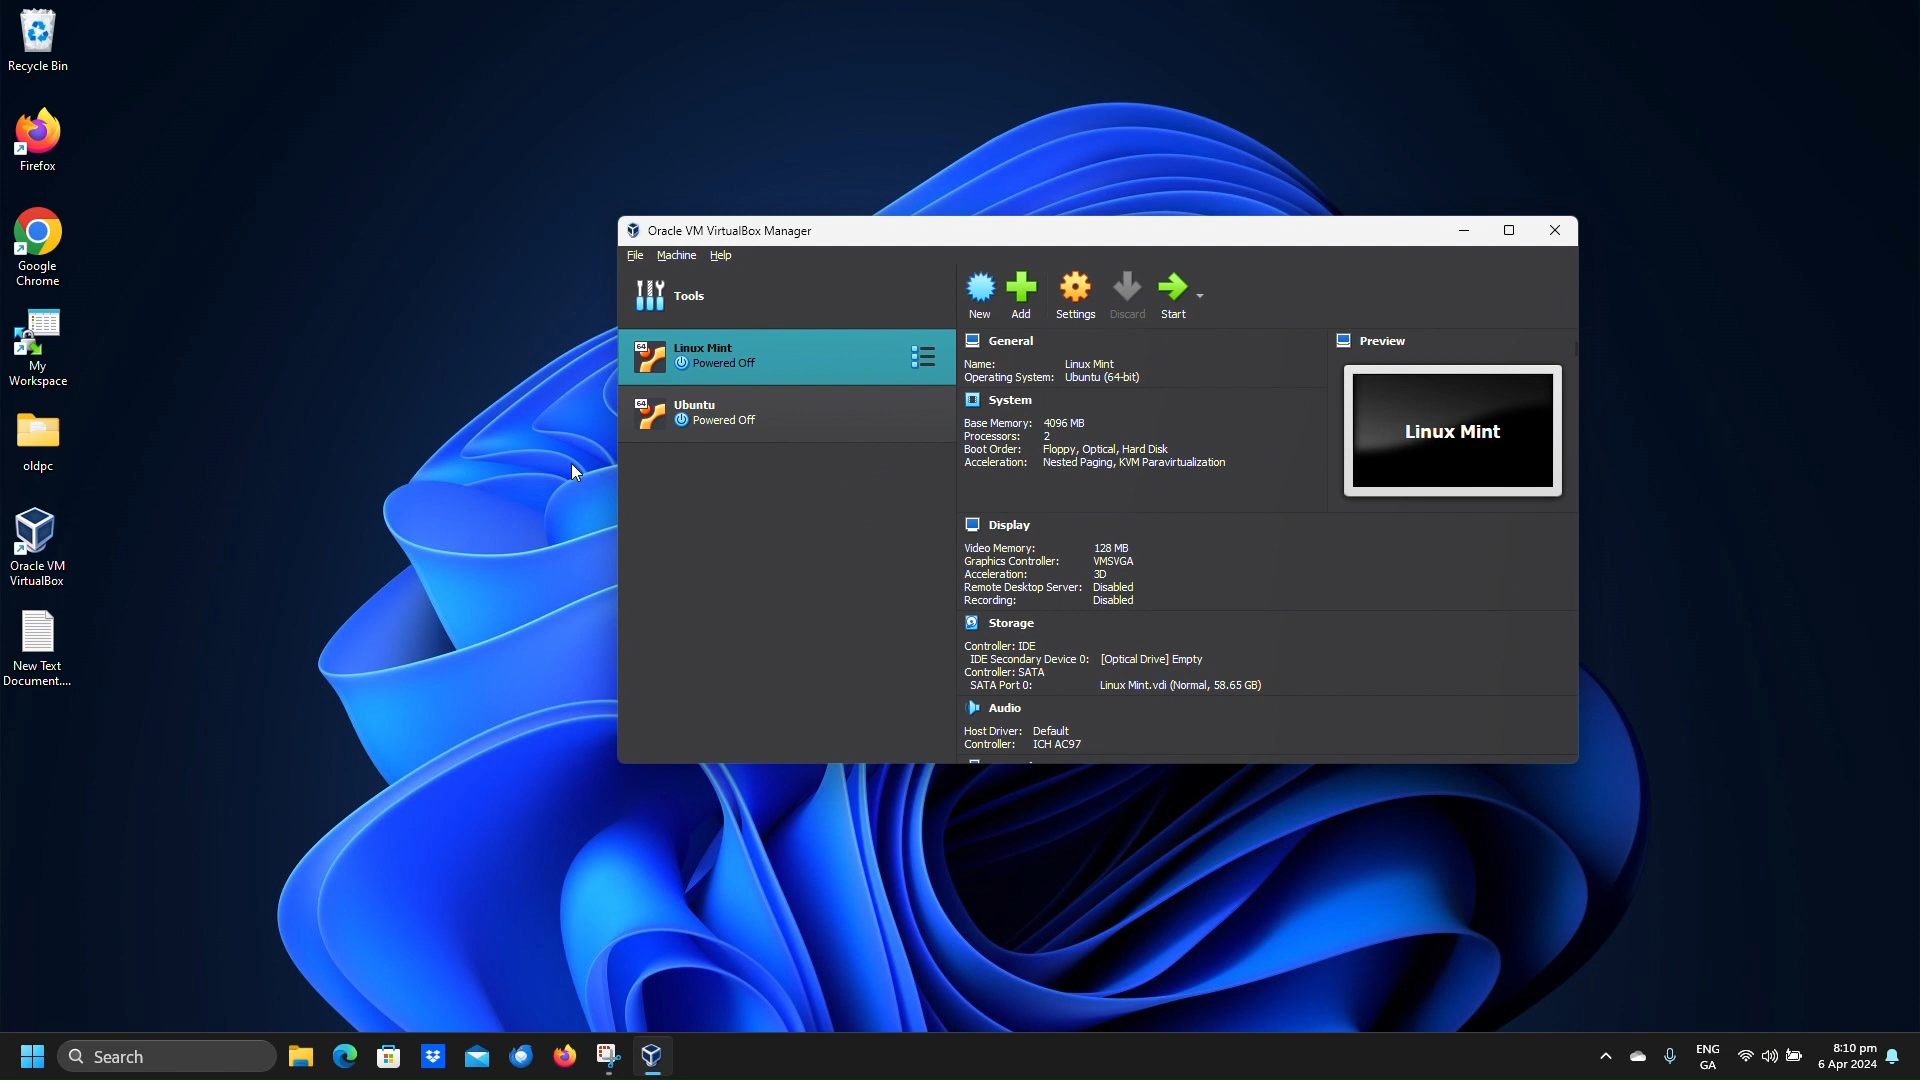 Recycle Bin
Firefox
Google
Chrome
My
Workspace
oldpc
Oracle VM
VirtualBox
New Text
Document....
Oracle VM VirtualBox Manager
File Machine Help
Tools
Linux Mint
Powered Off
Ubuntu
Powered Off
64
64
New Add Settings Discard Start
General
Name: Linux Mint
Operating System: Ubuntu (64-bit)
System
Base Memory: 4096 MB
Processors: 2
Boot Order: Floppy, Optical, Hard Disk
Acceleration: Nested Paging, KVM Paravirtualization
Preview
Linux Mint
Display
Video Memory: 128 MB
Graphics Controller: VMSVGA
Acceleration: 3D
Remote Desktop Server: Disabled
Recording: Disabled
Storage
Controller: IDE
IDE Secondary Device 0: [Optical Drive] Empty
Controller: SATA
SATA Port 0: Linux Mint.vdi (Normal, 58.65 GB)
Audio
Host Driver: Default
Controller: ICH AC97
Search
ENG
GA
8:10 pm
6 Apr 2024